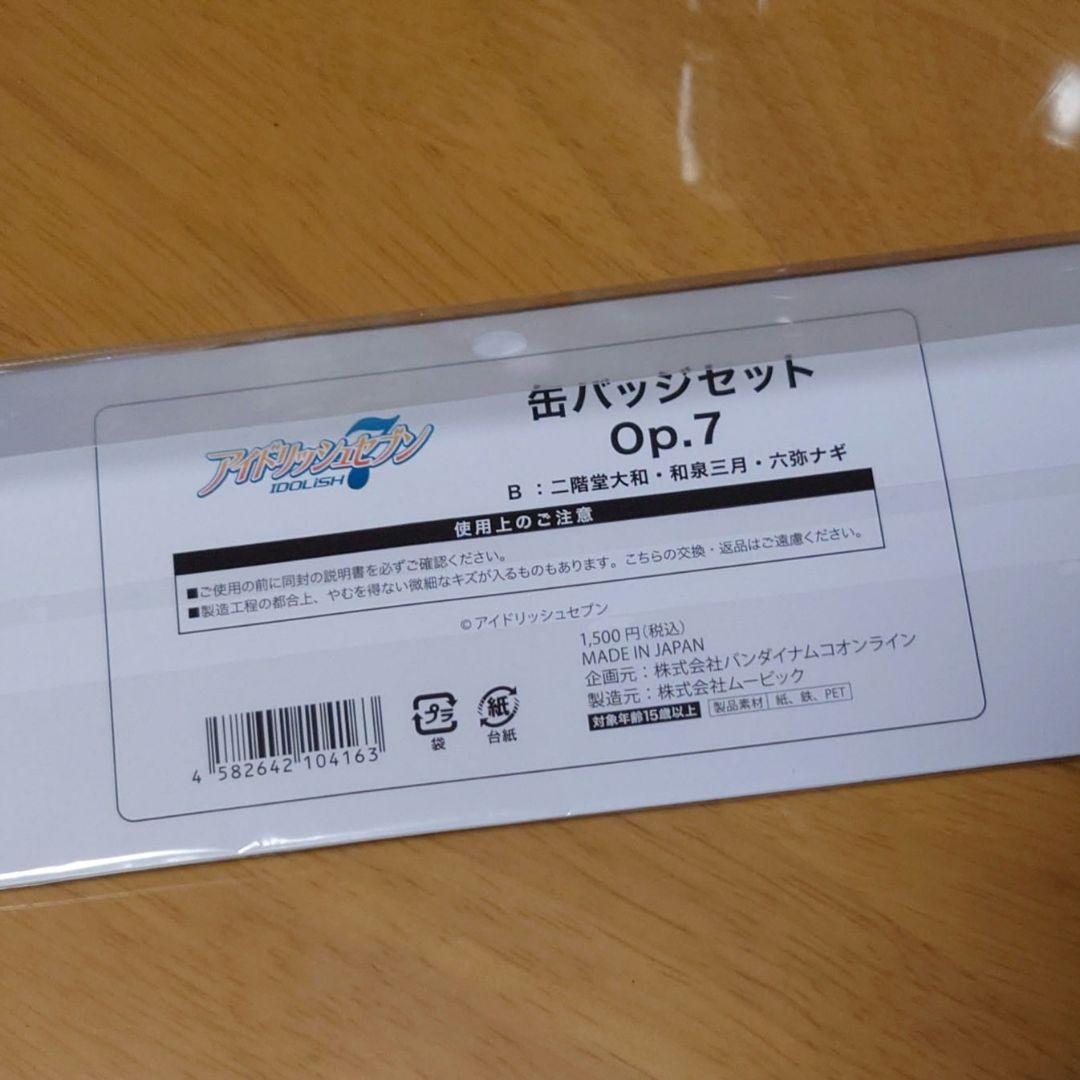 アイドリッシュセブン
7
IDOLiSH
缶バッジセット
Op.7
B :二階堂大和・和泉三月・六弥ナギ
使用上のご注意
■ご使用の前に同封の説明書を必ずご確認ください。
■製造工程の都合上、やむを得ない微細なキズが入るものもあります。こちらの交換・返品はご遠慮ください。
©アイドリッシュセブン
1,500円(税込)
MADE IN JAPAN
企画元:株式会社バンダイナムコオンライン
製造元:株式会社ムービック
対象年齢15歳以上 製品素材 紙、鉄、PET
プラ 紙
袋 台紙
4 582642 104163